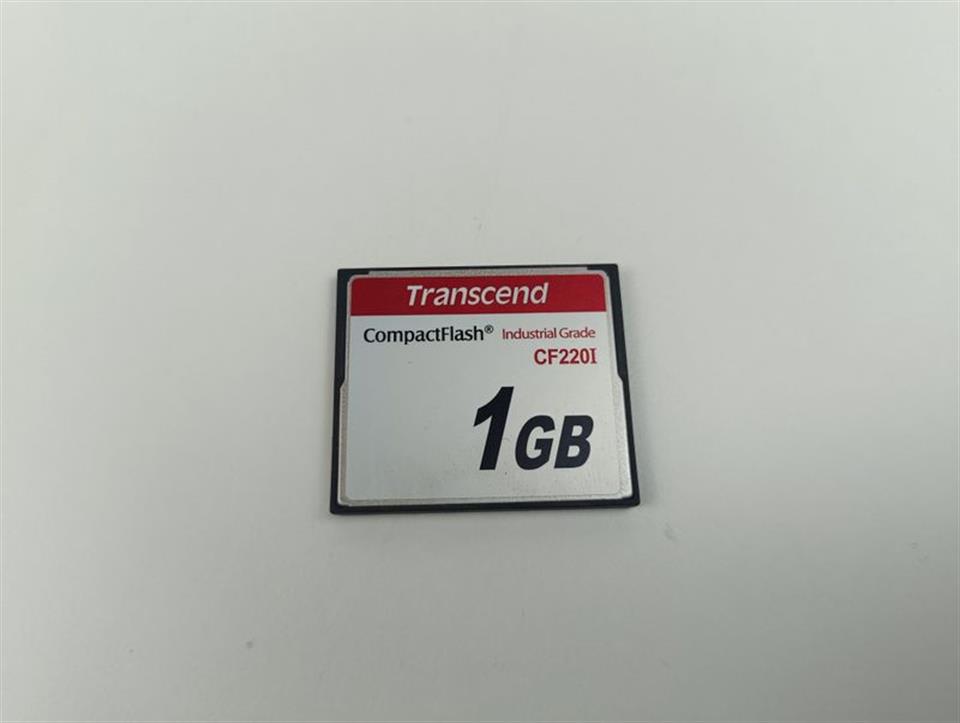 Transcend
CompactFlash® Industrial Grade
CF220I
1GB